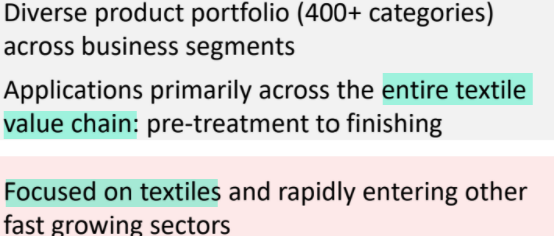 Diverse product portfolio (400+ categories)
across business segments
Applications primarily across the entire textile
value chain: pre-treatment to finishing
Focused on textiles and rapidly entering other
fast growing sectors